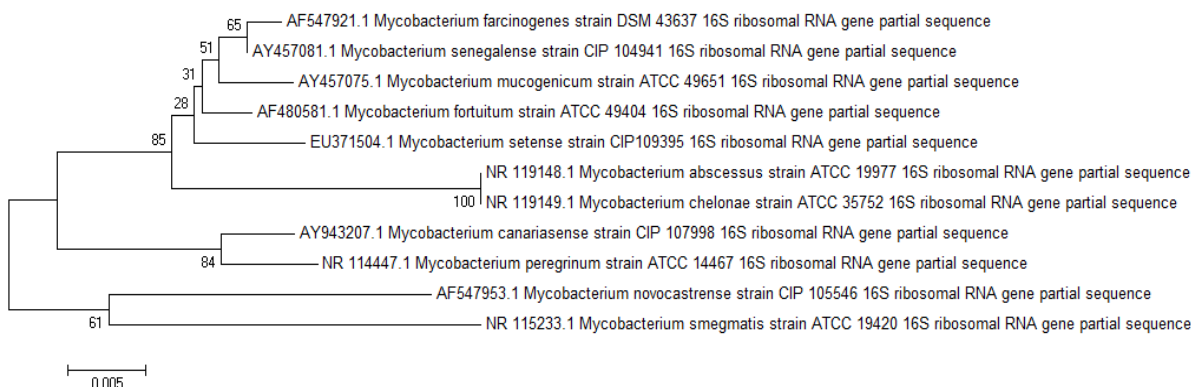 65
AF547921.1 Mycobacterium farcinogenes strain DSM 43637 16S ribosomal RNA gene partial sequence
51
AY457081.1 Mycobacterium senegalense strain CIP 104941 16S ribosomal RNA gene partial sequence
31
AY457075.1 Mycobacterium mucogenicum strain ATCC 49651 16S ribosomal RNA gene partial sequence
28
AF480581.1 Mycobacterium fortuitum strain ATCC 49404 16S ribosomal RNA gene partial sequence
85
EU371504.1 Mycobacterium setense strain CIP109395 16S ribosomal RNA gene partial sequence
NR 119148.1 Mycobacterium abscessus strain ATCC 19977 16S ribosomal RNA gene partial sequence
100
NR 119149.1 Mycobacterium chelonae strain ATCC 35752 16S ribosomal RNA gene partial sequence
AY943207.1 Mycobacterium canariasense strain CIP 107998 16S ribosomal RNA gene partial sequence
84
NR 114447.1 Mycobacterium peregrinum strain ATCC 14467 16S ribosomal RNA gene partial sequence
AF547953.1 Mycobacterium novocastrense strain CIP 105546 16S ribosomal RNA gene partial sequence
61
NR 115233.1 Mycobacterium smegmatis strain ATCC 19420 16S ribosomal RNA gene partial sequence
0.005